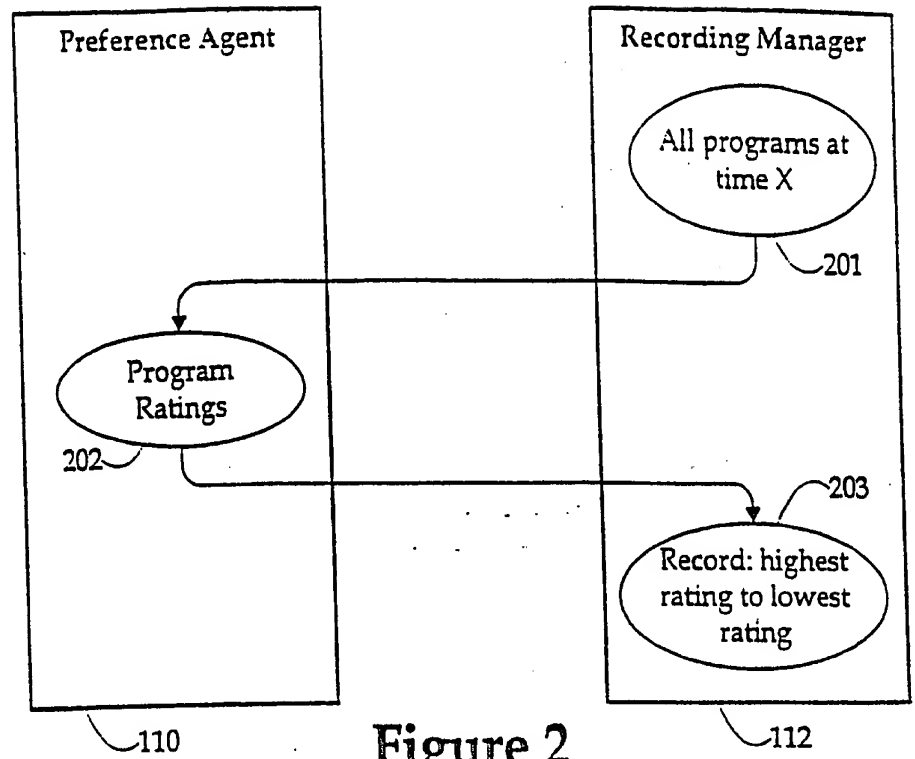 Preference Agent
Recording Manager
All programs at
time X
201
Program
Ratings
202
203
Record: highest
rating to lowest
rating
110
112
Figure 2